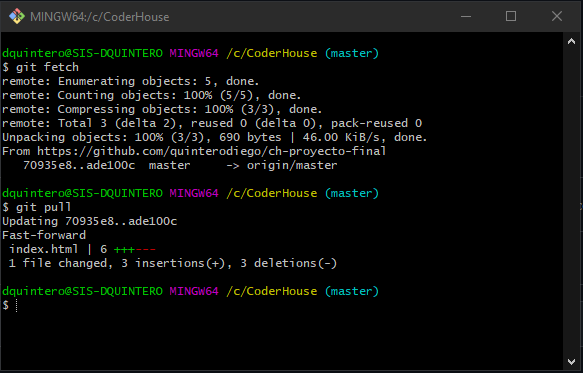 MINGW64:/c/CoderHouse
dquintero@SIS-DQUINTERO MINGW64 /c/CoderHouse (master)
$ git fetch
remote: Enumerating objects: 5, done.
remote: Counting objects: 100% (5/5), done.
remote: Compressing objects: 100% (3/3), done.
remote: Total 3 (delta 2), reused 0 (delta 0), pack-reused 0
Unpacking objects: 100% (3/3), 690 bytes | 46.00 KiB/s, done.
From https://github.com/quinterodiego/ch-proyecto-final
   70935e8..ade100c  master     -> origin/master
dquintero@SIS-DQUINTERO MINGW64 /c/CoderHouse (master)
$ git pull
Updating 70935e8..ade100c
Fast-forward
 index.html | 6 +++---
 1 file changed, 3 insertions(+), 3 deletions(-)
dquintero@SIS-DQUINTERO MINGW64 /c/CoderHouse (master)
$